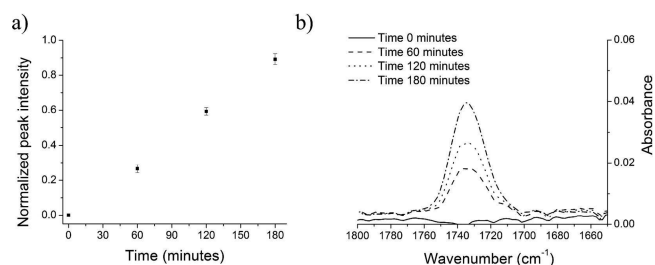 a)
Normalized peak intensity
1.0
0.8
0.6
0.4
0.2
0.0
0 30 60 90 120 150 180
Time (minutes)
b)
Time 0 minutes
Time 60 minutes
Time 120 minutes
Time 180 minutes
0.06
0.04
0.02
0.00
Absorbance
1800 1780 1760 1740 1720 1700 1680 1660
Wavenumber (cm⁻¹)